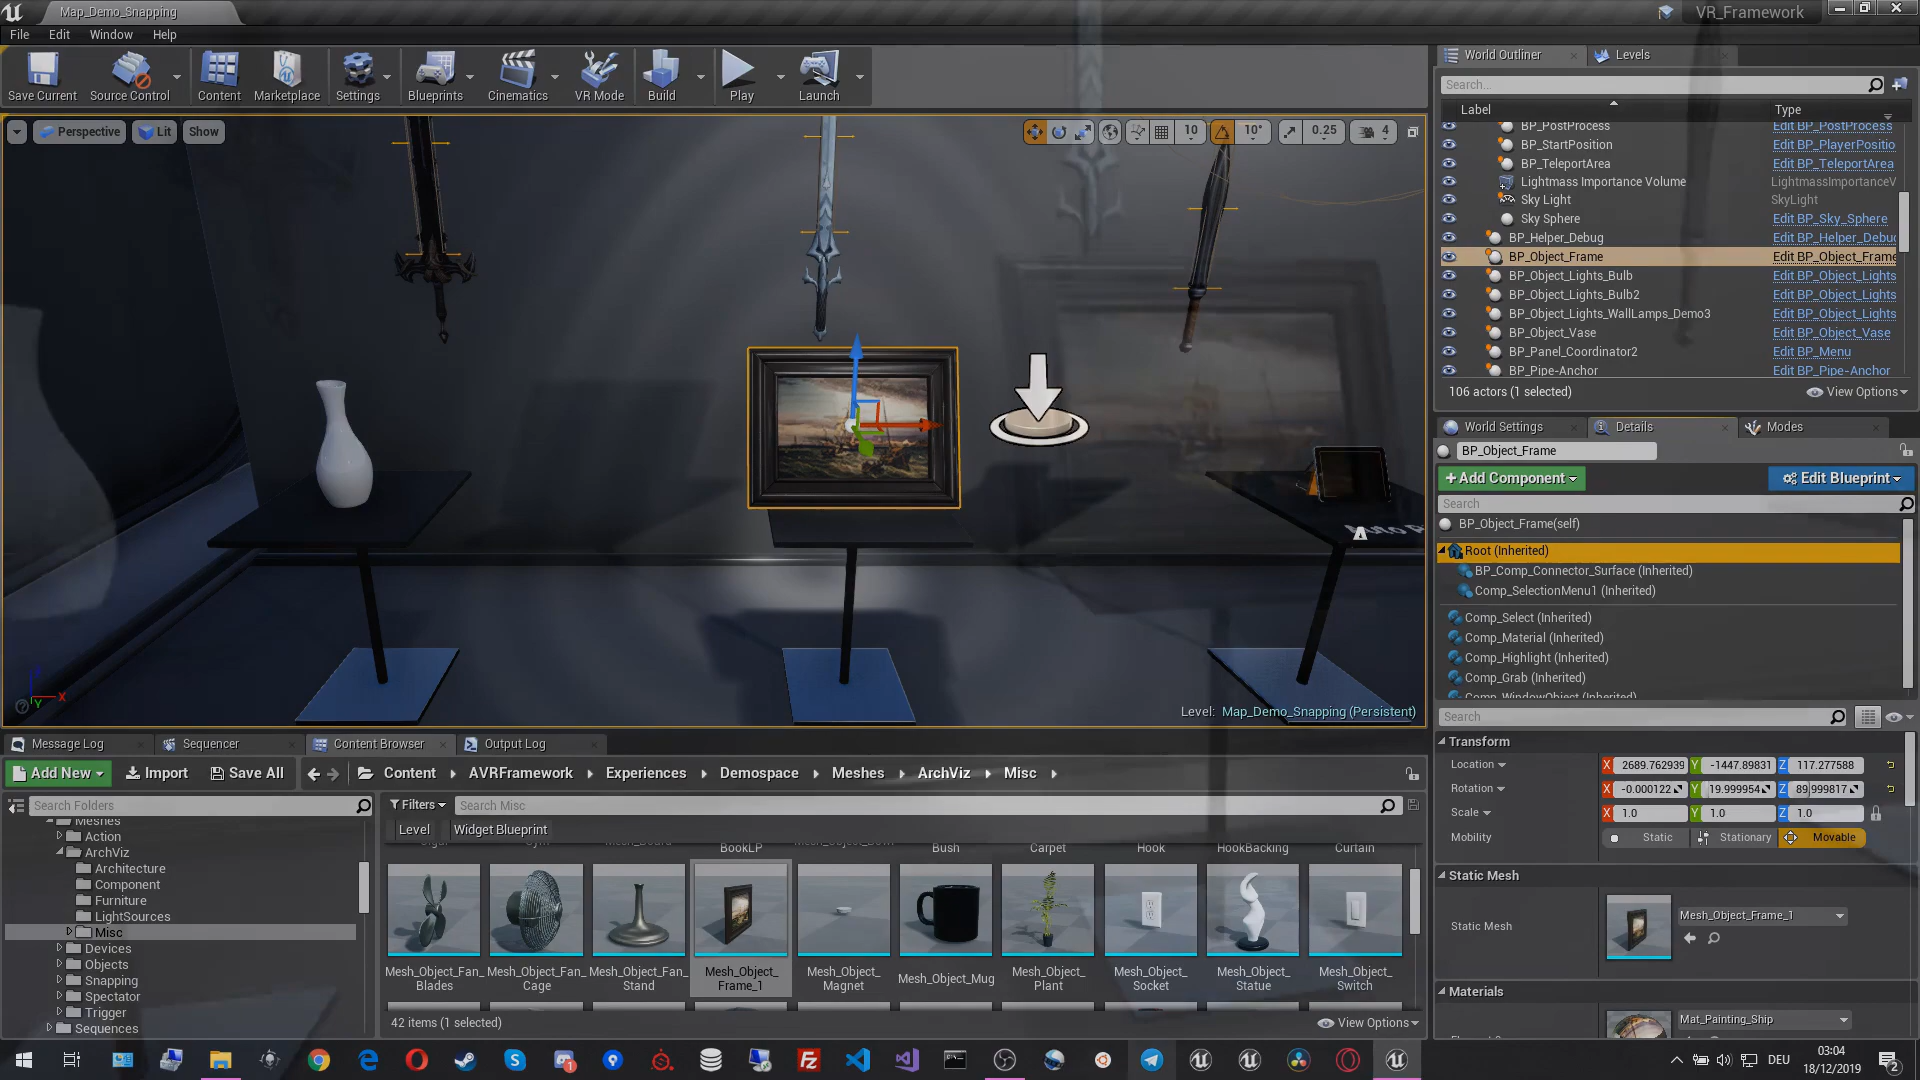 Map_Demo_Snapping
VR_Framework
File Edit Window Help
Save Current
Source Control
Content
Marketplace
Settings
Blueprints
Cinematics
VR Mode
Build
Play
Launch
Perspective
Lit
Show
10
10°
0.25
4
Level: Map_Demo_Snapping (Persistent)
World Outliner
Levels
Search...
Label
Type
BP_PostProcess Edit BP_PostProcess
BP_StartPosition Edit BP_PlayerPositio
BP_TeleportArea Edit BP_TeleportArea
Lightmass Importance Volume LightmassImportanceV
Sky Light SkyLight
Sky Sphere Edit BP_Sky_Sphere
BP_Helper_Debug Edit BP_Helper_Debug
BP_Object_Frame Edit BP_Object_Frame
BP_Object_Lights_Bulb Edit BP_Object_Lights
BP_Object_Lights_Bulb2 Edit BP_Object_Lights
BP_Object_Lights_WallLamps_Demo3 Edit BP_Object_Lights
BP_Object_Vase Edit BP_Object_Vase
BP_Panel_Coordinator2 Edit BP_Menu
BP_Pipe-Anchor Edit BP_Pipe-Anchor
106 actors (1 selected)
View Options
World Settings
Details
Modes
BP_Object_Frame
+Add Component
Edit Blueprint
Search
BP_Object_Frame(self)
Root (Inherited)
BP_Comp_Connector_Surface (Inherited)
Comp_SelectionMenu1 (Inherited)
Comp_Select (Inherited)
Comp_Material (Inherited)
Comp_Highlight (Inherited)
Comp_Grab (Inherited)
Comp_WindowObject (Inherited)
Search
Transform
Location X 2689.762939 Y -1447.89831 Z 117.277588
Rotation X -0.000122 Y 19.999954 Z 89.999817
Scale X 1.0 Y 1.0 Z 1.0
Mobility Static Stationary Movable
Static Mesh
Static Mesh
Mesh_Object_Frame_1
Materials
Mat_Painting_Ship
Message Log
Sequencer
Content Browser
Output Log
Add New
Import
Save All
Content
AVRFramework
Experiences
Demospace
Meshes
ArchViz
Misc
Search Folders
Filters
Search Misc
Level
Widget Blueprint
Meshes
Action
ArchViz
Architecture
Component
Furniture
LightSources
Misc
Devices
Objects
Snapping
Spectator
Trigger
Sequences
BookLP
Bush
Carpet
Hook
HookBacking
Curtain
Mesh_Object_Fan_
Blades
Mesh_Object_Fan_
Cage
Mesh_Object_Fan_
Stand
Mesh_Object_
Frame_1
Mesh_Object_
Magnet
Mesh_Object_Mug
Mesh_Object_
Plant
Mesh_Object_
Socket
Mesh_Object_
Statue
Mesh_Object_
Switch
42 items (1 selected)
View Options
DEU
03:04
18/12/2019
2